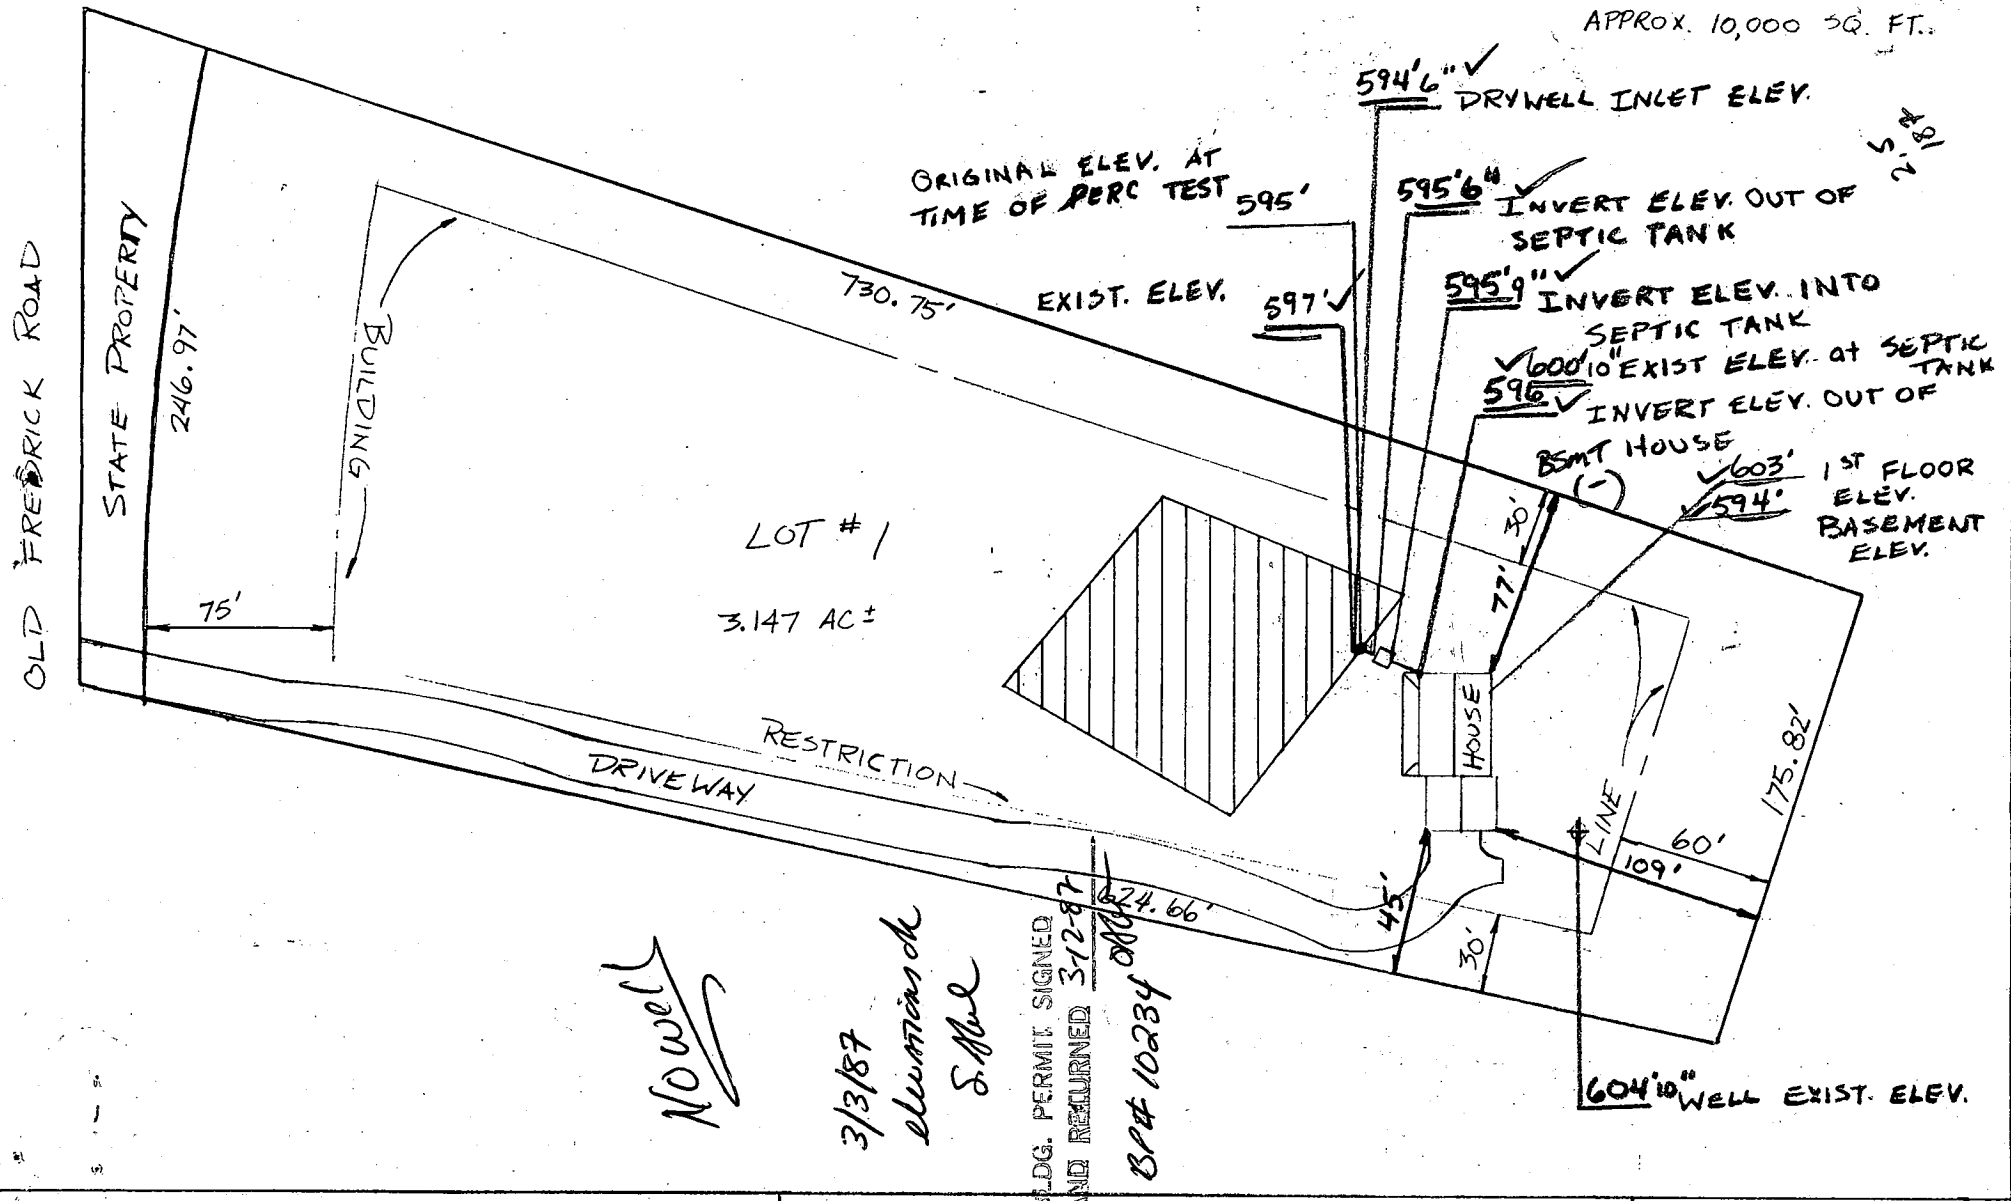 APPROX. 10,000 SQ. FT.
594'6" ✓
DRYWELL INLET ELEV.
ORIGINAL ELEV. AT
TIME OF PERC TEST
595'
595'6" ✓
INVERT ELEV. OUT OF
SEPTIC TANK
EXIST. ELEV.
597' ✓
595'9" ✓
INVERT ELEV. INTO
SEPTIC TANK
✓ 600'10" EXIST ELEV. at SEPTIC
TANK
596 ✓
INVERT ELEV. OUT OF
HOUSE
BSMT
(-)
✓ 603'
1ST FLOOR
ELEV.
✓ 594'
BASEMENT
ELEV.
OLD FREDRICK ROAD
STATE PROPERTY
246.97'
BUILDING
730.75'
LOT # 1
3.147 AC ±
75'
30'
77'
HOUSE
RESTRICTION
DRIVEWAY
LINE
175.82'
60'
109'
624.66'
45'
30'
3/3/87
elevations ok
LDG. PERMIT SIGNED
AND RETURNED 3-12-87
BP# 10234
604'10" WELL EXIST. ELEV.